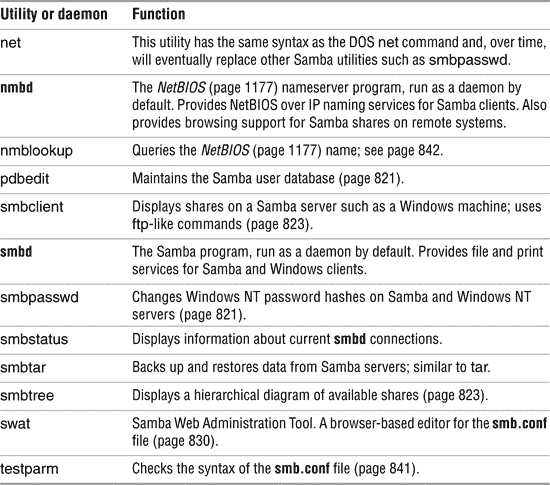 Utility or daemon Function
net This utility has the same syntax as the DOS net command and, over time,
will eventually replace other Samba utilities such as smbpasswd.
nmbd The NetBIOS (page 1177) nameserver program, run as a daemon by
default. Provides NetBIOS over IP naming services for Samba clients. Also
provides browsing support for Samba shares on remote systems.
nmblookup Queries the NetBIOS (page 1177) name; see page 842.
pdbedit Maintains the Samba user database (page 821).
smbclient Displays shares on a Samba server such as a Windows machine; uses
ftp-like commands (page 823).
smbd The Samba program, run as a daemon by default. Provides file and print
services for Samba and Windows clients.
smbpasswd Changes Windows NT password hashes on Samba and Windows NT
servers (page 821).
smbstatus Displays information about current smbd connections.
smbtar Backs up and restores data from Samba servers; similar to tar.
smbtree Displays a hierarchical diagram of available shares (page 823).
swat Samba Web Administration Tool. A browser-based editor for the smb.conf
file (page 830).
testparm Checks the syntax of the smb.conf file (page 841).